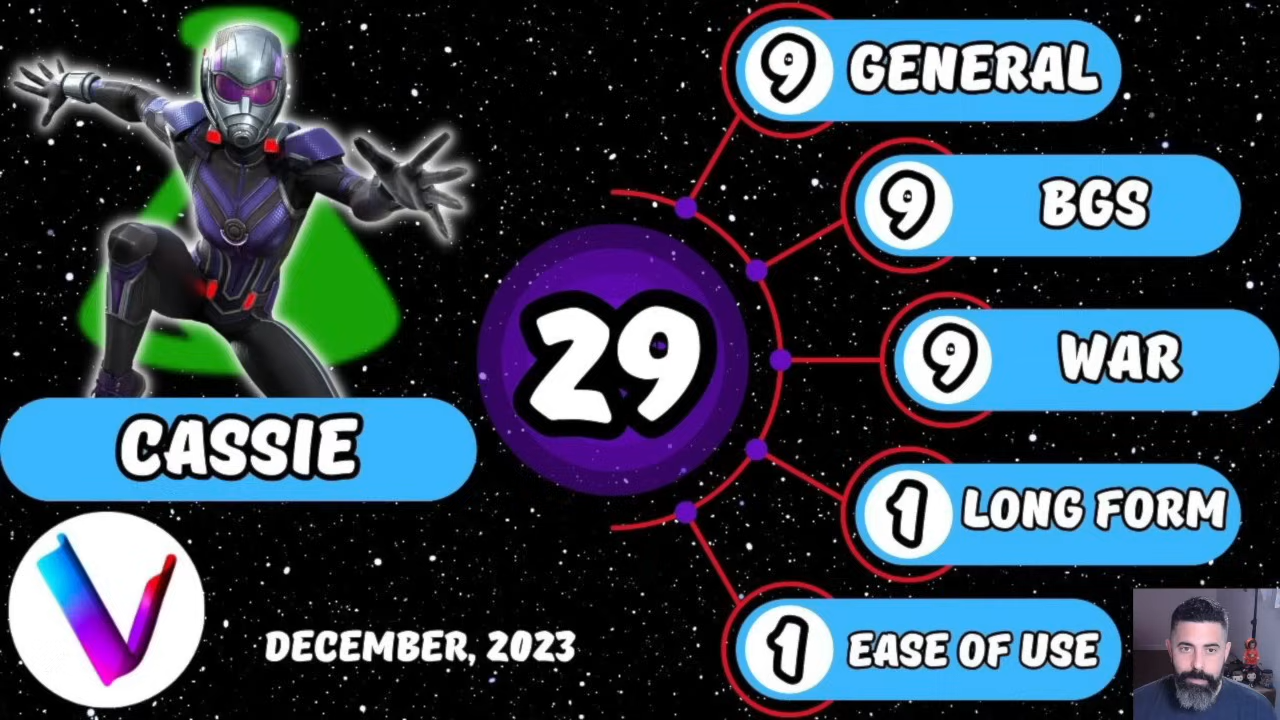 9 GENERAL
9 BGS
29
9 WAR
CASSIE
1 LONG FORM
DECEMBER, 2023
1 EASE OF USE
V